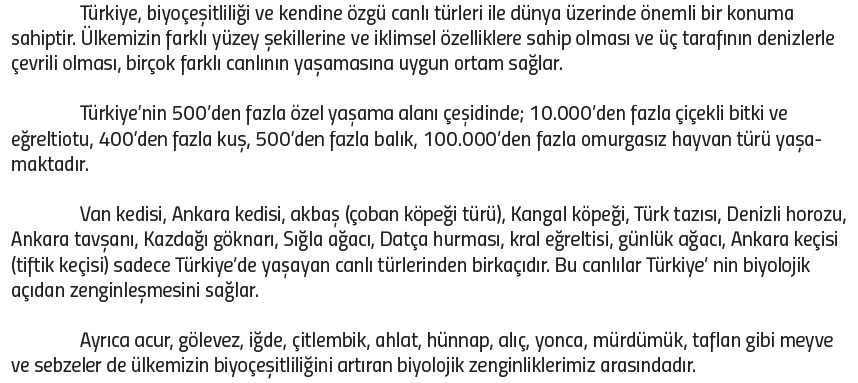 Türkiye, biyoçeşitliliği ve kendine özgü canlı türleri ile dünya üzerinde önemli bir konuma
sahiptir. Ülkemizin farklı yüzey şekillerine ve iklimsel özelliklere sahip olması ve üç tarafının denizlerle
çevrili olması, birçok farklı canlının yaşamasına uygun ortam sağlar.
Türkiye’nin 500’den fazla özel yaşama alanı çeşidinde; 10.000’den fazla çiçekli bitki ve
eğreltiotu, 400’den fazla kuş, 500’den fazla balık, 100.000’den fazla omurgasız hayvan türü yaşa-
maktadır.
Van kedisi, Ankara kedisi, akbaş (çoban köpeği türü), Kangal köpeği, Türk tazısı, Denizli horozu,
Ankara tavşanı, Kazdağı göknarı, Sığla ağacı, Datça hurması, kral eğreltisi, günlük ağacı, Ankara keçisi
(tiftik keçisi) sadece Türkiye’de yaşayan canlı türlerinden birkaçıdır. Bu canlılar Türkiye’ nin biyolojik
açıdan zenginleşmesini sağlar.
Ayrıca acur, gölevez, iğde, çitlembik, ahlat, hünnap, alıç, yonca, mürdümük, taflan gibi meyve
ve sebzeler de ülkemizin biyoçeşitliliğini artıran biyolojik zenginliklerimiz arasındadır.